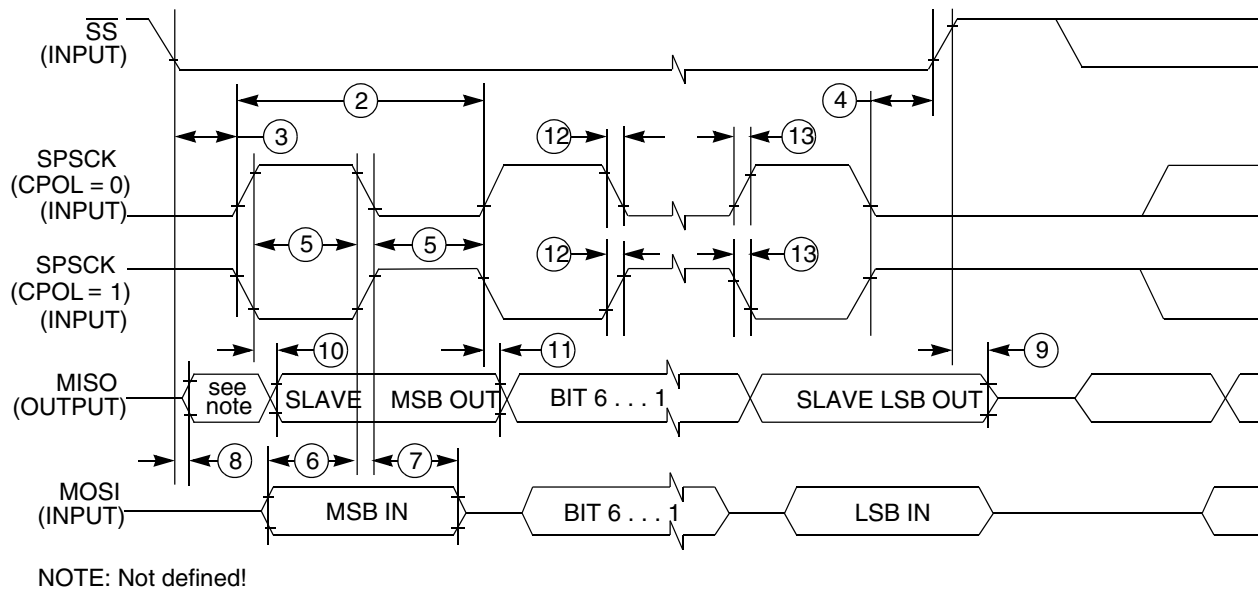 SS
(INPUT)
2
4
3
12
13
SPSCK
(CPOL = 0)
(INPUT)
5
5
12
13
SPSCK
(CPOL = 1)
(INPUT)
10
11
9
MISO
(OUTPUT)
see
note
SLAVE
MSB OUT
BIT 6 . . . 1
SLAVE LSB OUT
8
6
7
MOSI
(INPUT)
MSB IN
BIT 6 . . . 1
LSB IN
NOTE: Not defined!